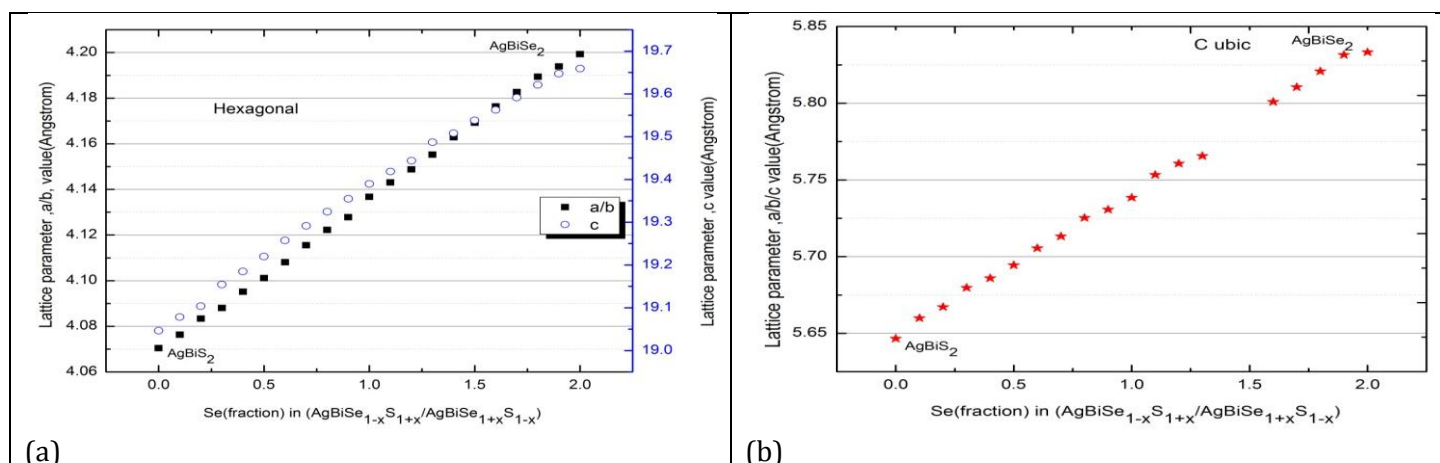 4.20
4.18
4.16
4.14
4.12
4.10
4.08
4.06
Lattice parameter ,a/b, value(Angstrom)
AgBiSe2
Hexagonal
a/b
c
AgBiS2
0.0 0.5 1.0 1.5 2.0
Se(fraction) in (AgBiSe1-xS1+x/AgBiSe1+xS1-x)
19.7
19.6
19.5
19.4
19.3
19.2
19.1
19.0
Lattice parameter ,c value(Angstrom)
(a)
5.85
5.80
5.75
5.70
5.65
Lattice parameter ,a/b/c value(Angstrom)
C ubic
AgBiSe2
AgBiS2
0.0 0.5 1.0 1.5 2.0
Se(fraction) in (AgBiSe1-xS1+x/AgBiSe1+xS1-x)
(b)